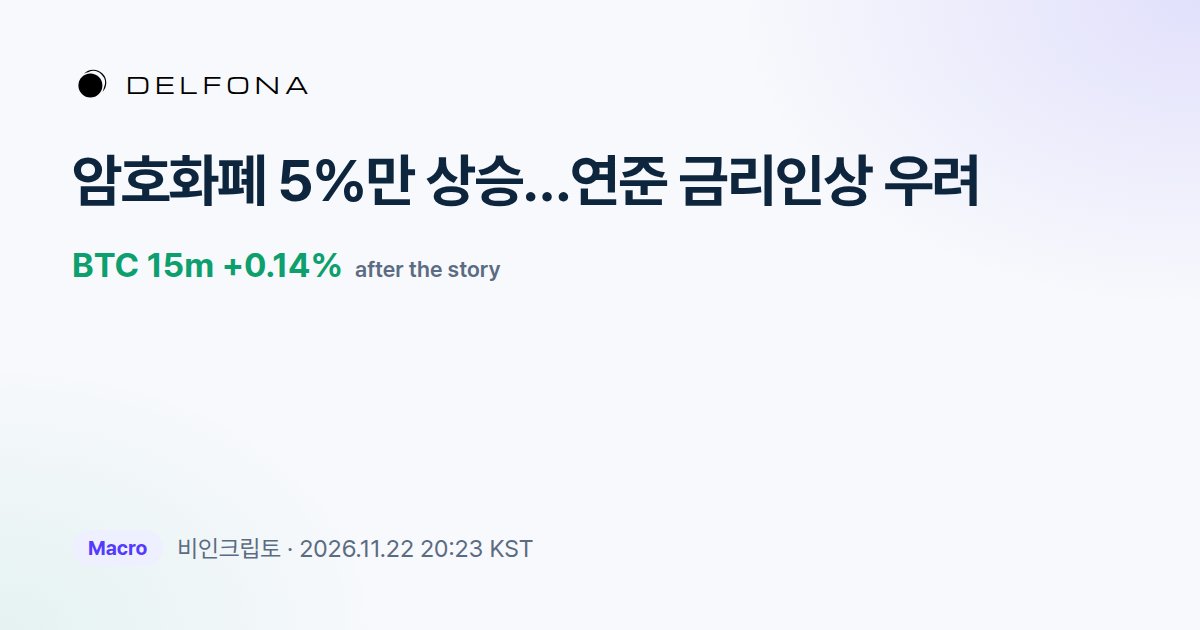 DELFONA
암호화폐 5%만 상승...연준 금리인상 우려
BTC 15m +0.14% after the story
Macro 비인크립토 · 2026.11.22 20:23 KST